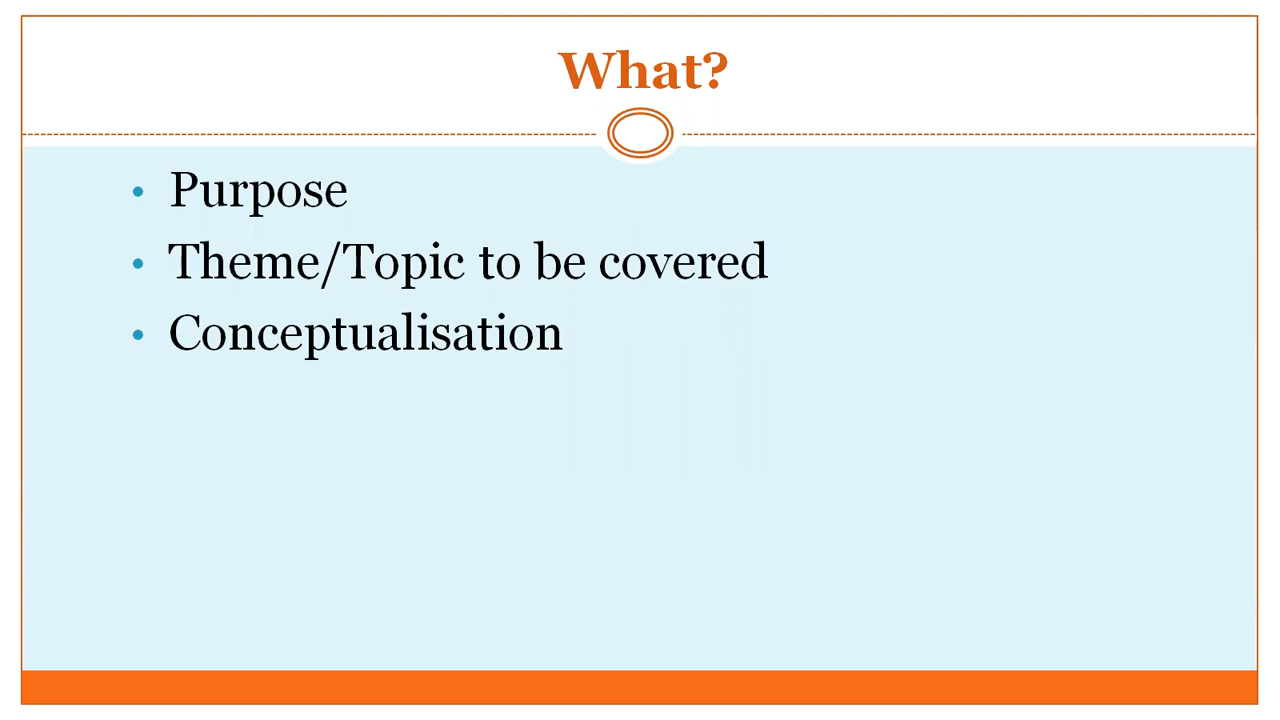 What?
• Purpose
• Theme/Topic to be covered
• Conceptualisation